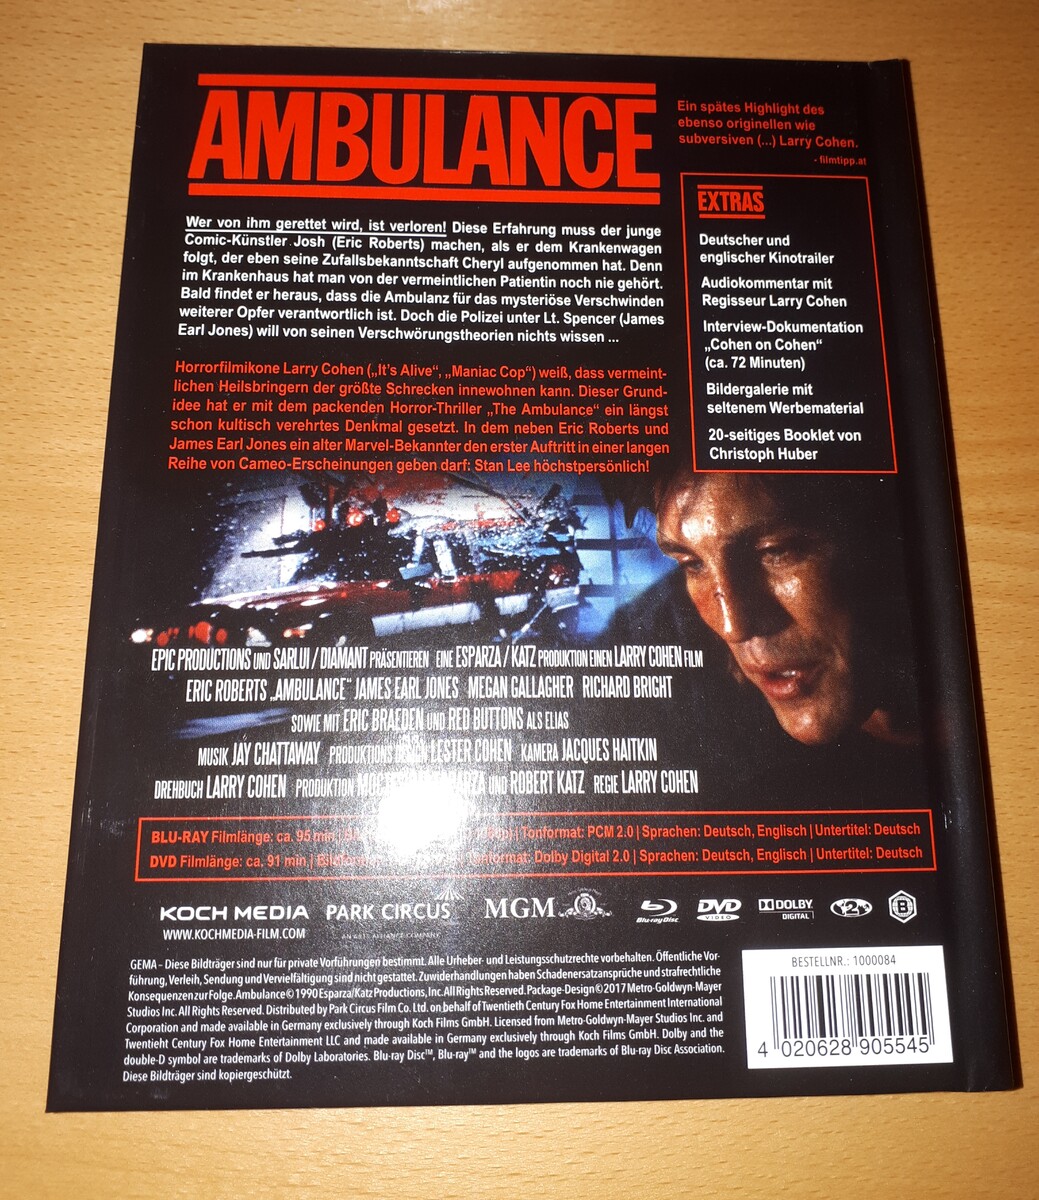 AMBULANCE
Ein spätes Highlight des
ebenso originellen wie
subversiven (...) Larry Cohen.
- filmtipp.at
Wer von ihm gerettet wird, ist verloren! Diese Erfahrung muss der junge
Comic-Künstler Josh (Eric Roberts) machen, als er dem Krankenwagen
folgt, der eben seine Zufallsbekanntschaft Cheryl aufgenommen hat. Denn
im Krankenhaus hat man von der vermeintlichen Patientin noch nie gehört.
Bald findet er heraus, dass die Ambulanz für das mysteriöse Verschwinden
weiterer Opfer verantwortlich ist. Doch die Polizei unter Lt. Spencer (James
Earl Jones) will von seinen Verschwörungstheorien nichts wissen ...
Horrorfilmikone Larry Cohen („It's Alive“, „Maniac Cop“) weiß, dass vermeint-
lichen Heilsbringern der größte Schrecken innewohnen kann. Dieser Grund-
idee hat er mit dem packenden Horror-Thriller „The Ambulance“ ein längst
schon kultisch verehrtes Denkmal gesetzt. In dem neben Eric Roberts und
James Earl Jones ein alter Marvel-Bekannter den erster Auftritt in einer langen
Reihe von Cameo-Erscheinungen geben darf: Stan Lee höchstpersönlich!
EXTRAS
Deutscher und
englischer Kinotrailer
Audiokommentar mit
Regisseur Larry Cohen
Interview-Dokumentation
„Cohen on Cohen“
(ca. 72 Minuten)
Bildergalerie mit
seltenem Werbematerial
20-seitiges Booklet von
Christoph Huber
EPIC PRODUCTIONS UND SARLUI / DIAMANT PRÄSENTIEREN EINE ESPARZA / KATZ PRODUKTION EINEN LARRY COHEN FILM
ERIC ROBERTS „AMBULANCE“ JAMES EARL JONES MEGAN GALLAGHER RICHARD BRIGHT
SOWIE MIT ERIC BRAEDEN UND RED BUTTONS ALS ELIAS
MUSIK JAY CHATTAWAY PRODUKTIONS LESTER COHEN KAMERA JACQUES HAITKIN
DREHBUCH LARRY COHEN PRODUKTION UND ROBERT KATZ REGIE LARRY COHEN
BLU-RAY Filmlänge: ca. 95 min. | Tonformat: PCM 2.0 | Sprachen: Deutsch, Englisch | Untertitel: Deutsch
DVD Filmlänge: ca. 91 min. | Dolby Digital 2.0 | Sprachen: Deutsch, Englisch | Untertitel: Deutsch
KOCH MEDIA
WWW.KOCHMEDIA-FILM.COM
PARK CIRCUS
AN ARTS ALLIANCE COMPANY
MGM
Blu-ray Disc
DVD
VIDEO
DOLBY
DIGITAL
2
B
GEMA – Diese Bildträger sind nur für private Vorführungen bestimmt. Alle Urheber- und Leistungsschutzrechte vorbehalten. Öffentliche Vor-
führung, Verleih, Sendung und Vervielfältigung sind nicht gestattet. Zuwiderhandlungen haben Schadenersatzansprüche und strafrechtliche
Konsequenzen zur Folge. Ambulance © 1990 Esparza/Katz Productions, Inc. All Rights Reserved. Package-Design © 2017 Metro-Goldwyn-Mayer
Studios Inc. All Rights Reserved. Distributed by Park Circus Film Co. Ltd. on behalf of Twentieth Century Fox Home Entertainment International
Corporation and made available in Germany exclusively through Koch Films GmbH. Licensed from Metro-Goldwyn-Mayer Studios Inc. and
Twentieht Century Fox Home Entertainment LLC and made available in Germany exclusively through Koch Films GmbH. Dolby and the
double-D symbol are trademarks of Dolby Laboratories. Blu-ray Disc™, Blu-ray™ and the logos are trademarks of Blu-ray Disc Association.
Diese Bildträger sind kopiergeschützt.
BESTELLNR.: 1000084
4 020628 905545